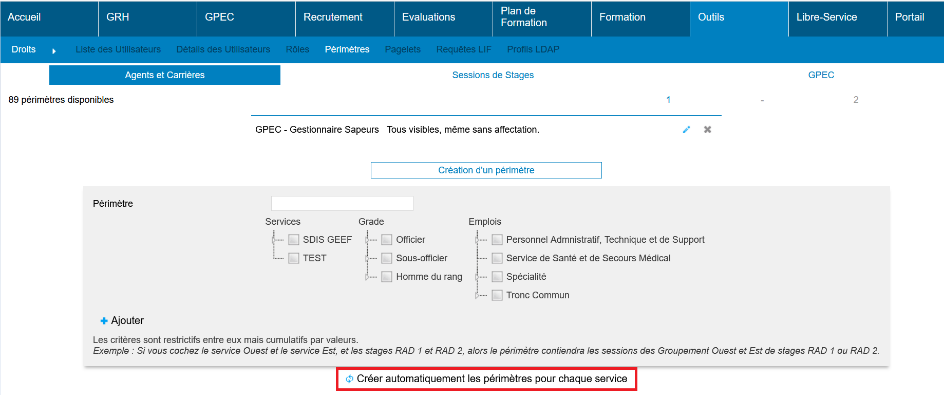 Accueil GRH GPEC Recrutement Evaluations Plan de Formation Formation Outils Libre-Service Portail
Droits Liste des Utilisateurs Détails des Utilisateurs Rôles Périmètres Pagelets Requêtes LIF Profils LDAP
Agents et Carrières Sessions de Stages GPEC
89 périmètres disponibles 1 - 2
GPEC - Gestionnaire Sapeurs Tous visibles, même sans affectation.
Création d'un périmètre
Périmètre
Services Grade Emplois
SDIS GEEF Officier Personnel Admnistratif, Technique et de Support
TEST Sous-officier Service de Santé et de Secours Médical
Homme du rang Spécialité
Tronc Commun
Ajouter
Les critères sont restrictifs entre eux mais cumulatifs par valeurs.
Exemple : Si vous cochez le service Ouest et le service Est, et les stages RAD 1 et RAD 2, alors le périmètre contiendra les sessions des Groupement Ouest et Est de stages RAD 1 ou RAD 2.
Créer automatiquement les périmètres pour chaque service